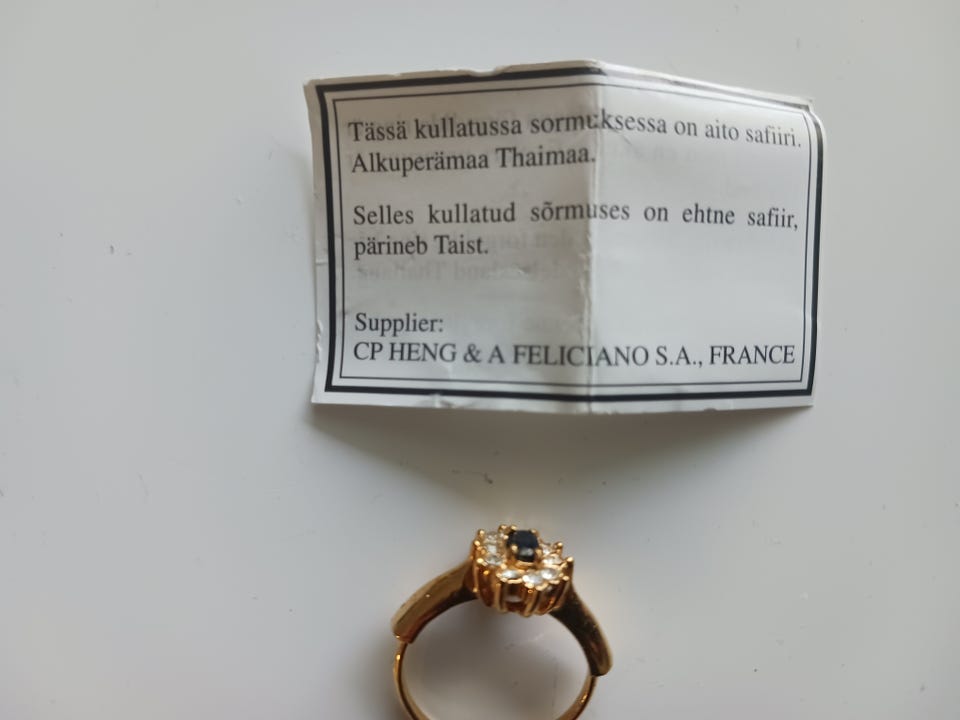 Tässä kullatussa sormuksessa on aito safiiri.
Alkuperämaa Thaimaa.
Selles kullatud sõrmuses on ehtne safiir,
pärineb Taist.
Supplier:
CP HENG & A FELICIANO S.A., FRANCE